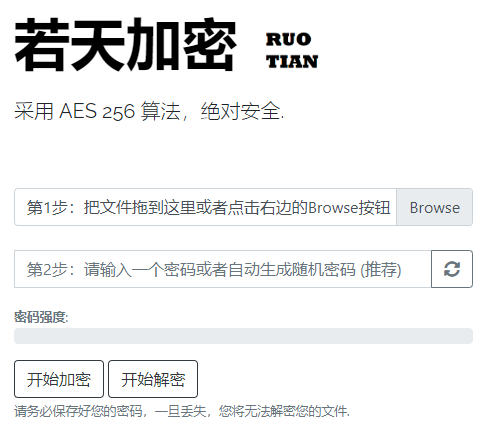 若天加密
RUO
TIAN
采用 AES 256 算法，绝对安全.
第1步：把文件拖到这里或者点击右边的Browse按钮
Browse
第2步：请输入一个密码或者自动生成随机密码 (推荐)
密码强度:
开始加密
开始解密
请务必保存好您的密码，一旦丢失，您将无法解密您的文件.